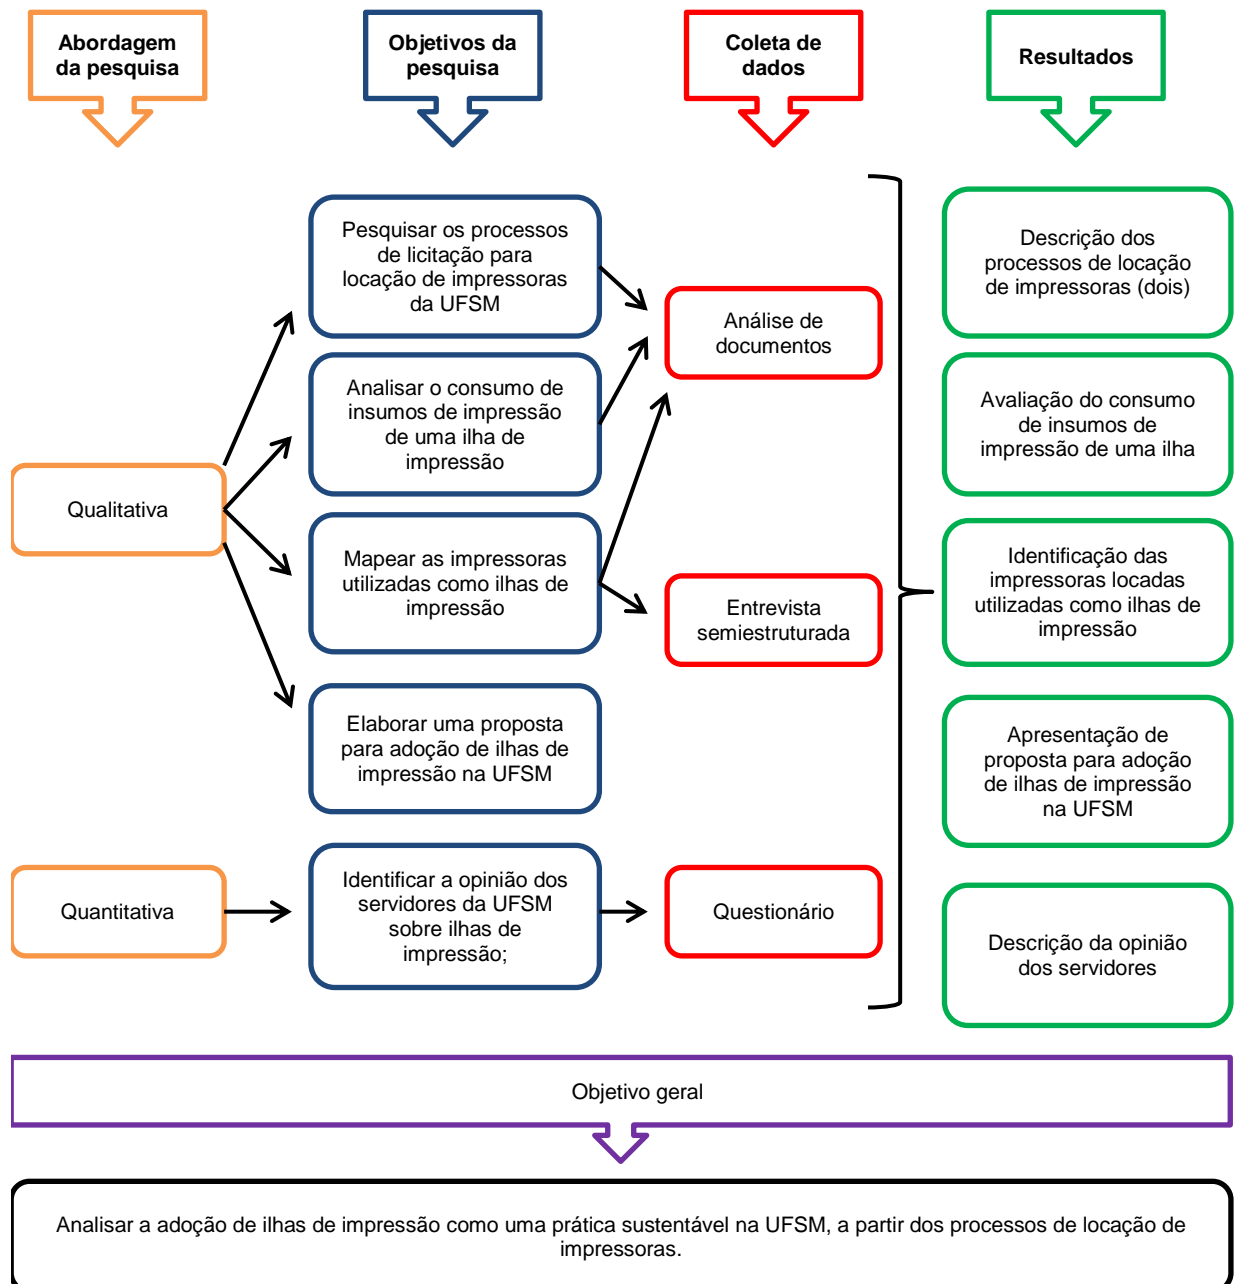 Abordagem
da pesquisa
Objetivos da
pesquisa
Coleta de
dados
Resultados
Pesquisar os processos
de licitação para
locação de impressoras
da UFSM
Analisar o consumo de
insumos de impressão
de uma ilha de
impressão
Qualitativa
Mapear as impressoras
utilizadas como ilhas de
impressão
Elaborar uma proposta
para adoção de ilhas de
impressão na UFSM
Quantitativa
Identificar a opinião dos
servidores da UFSM
sobre ilhas de
impressão;
Análise de
documentos
Entrevista
semiestruturada
Questionário
Descrição dos
processos de locação
de impressoras (dois)
Avaliação do consumo
de insumos de
impressão de uma ilha
Identificação das
impressoras locadas
utilizadas como ilhas de
impressão
Apresentação de
proposta para adoção
de ilhas de impressão
na UFSM
Descrição da opinião
dos servidores
Objetivo geral
Analisar a adoção de ilhas de impressão como uma prática sustentável na UFSM, a partir dos processos de locação de
impressoras.